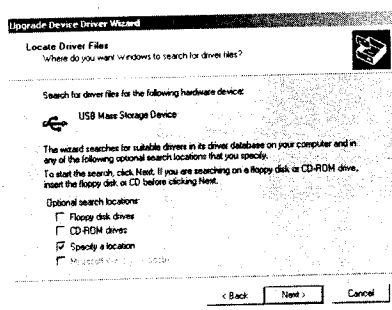 Upgrade Device Driver Wizard
Locate Driver Files
Where do you want Windows to search for driver files?
Search for driver files for the following hardware device:
USB Mass Storage Device
The wizard searches for suitable drivers in its driver database on your computer and in
any of the following optional search locations that you specify.
To start the search, click Next. If you are searching on a floppy disk or CD-ROM drive,
insert the floppy disk or CD before clicking Next.
Optional search locations:
Floppy disk drives
CD-ROM drives
Specify a location
Microsoft
< Back
Next >
Cancel